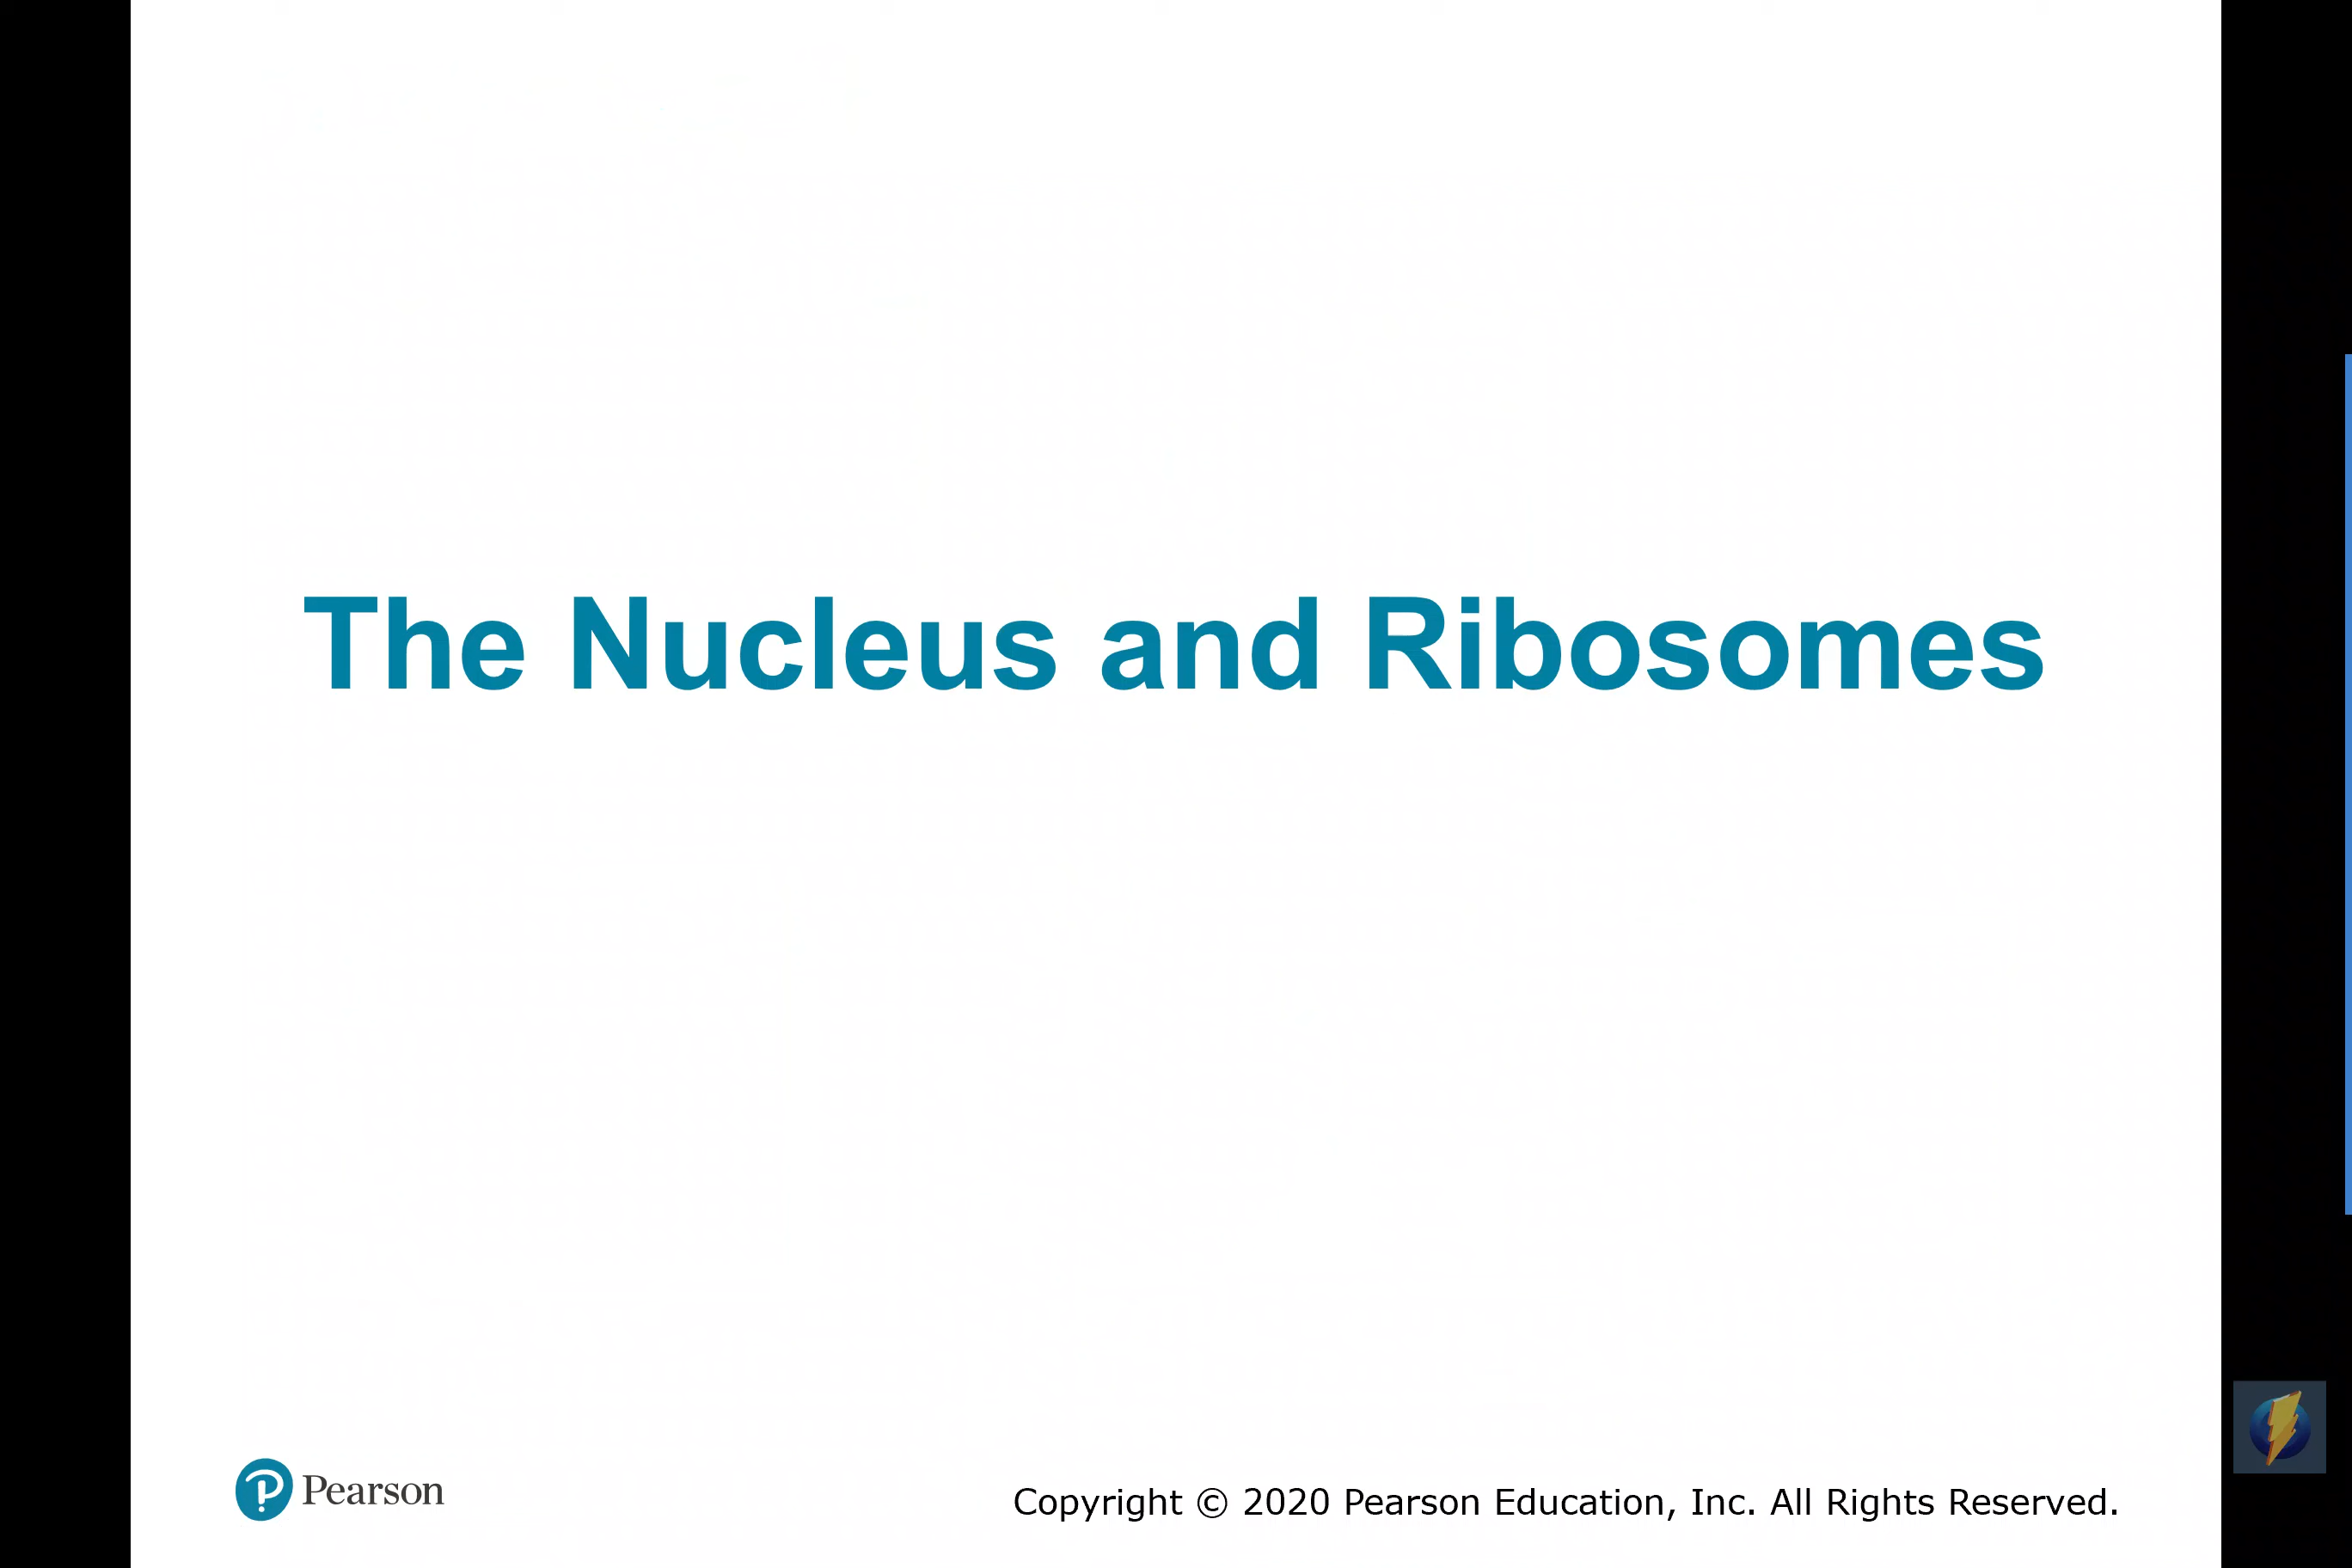 The Nucleus and Ribosomes
Pearson
Copyright © 2020 Pearson Education, Inc. All Rights Reserved.